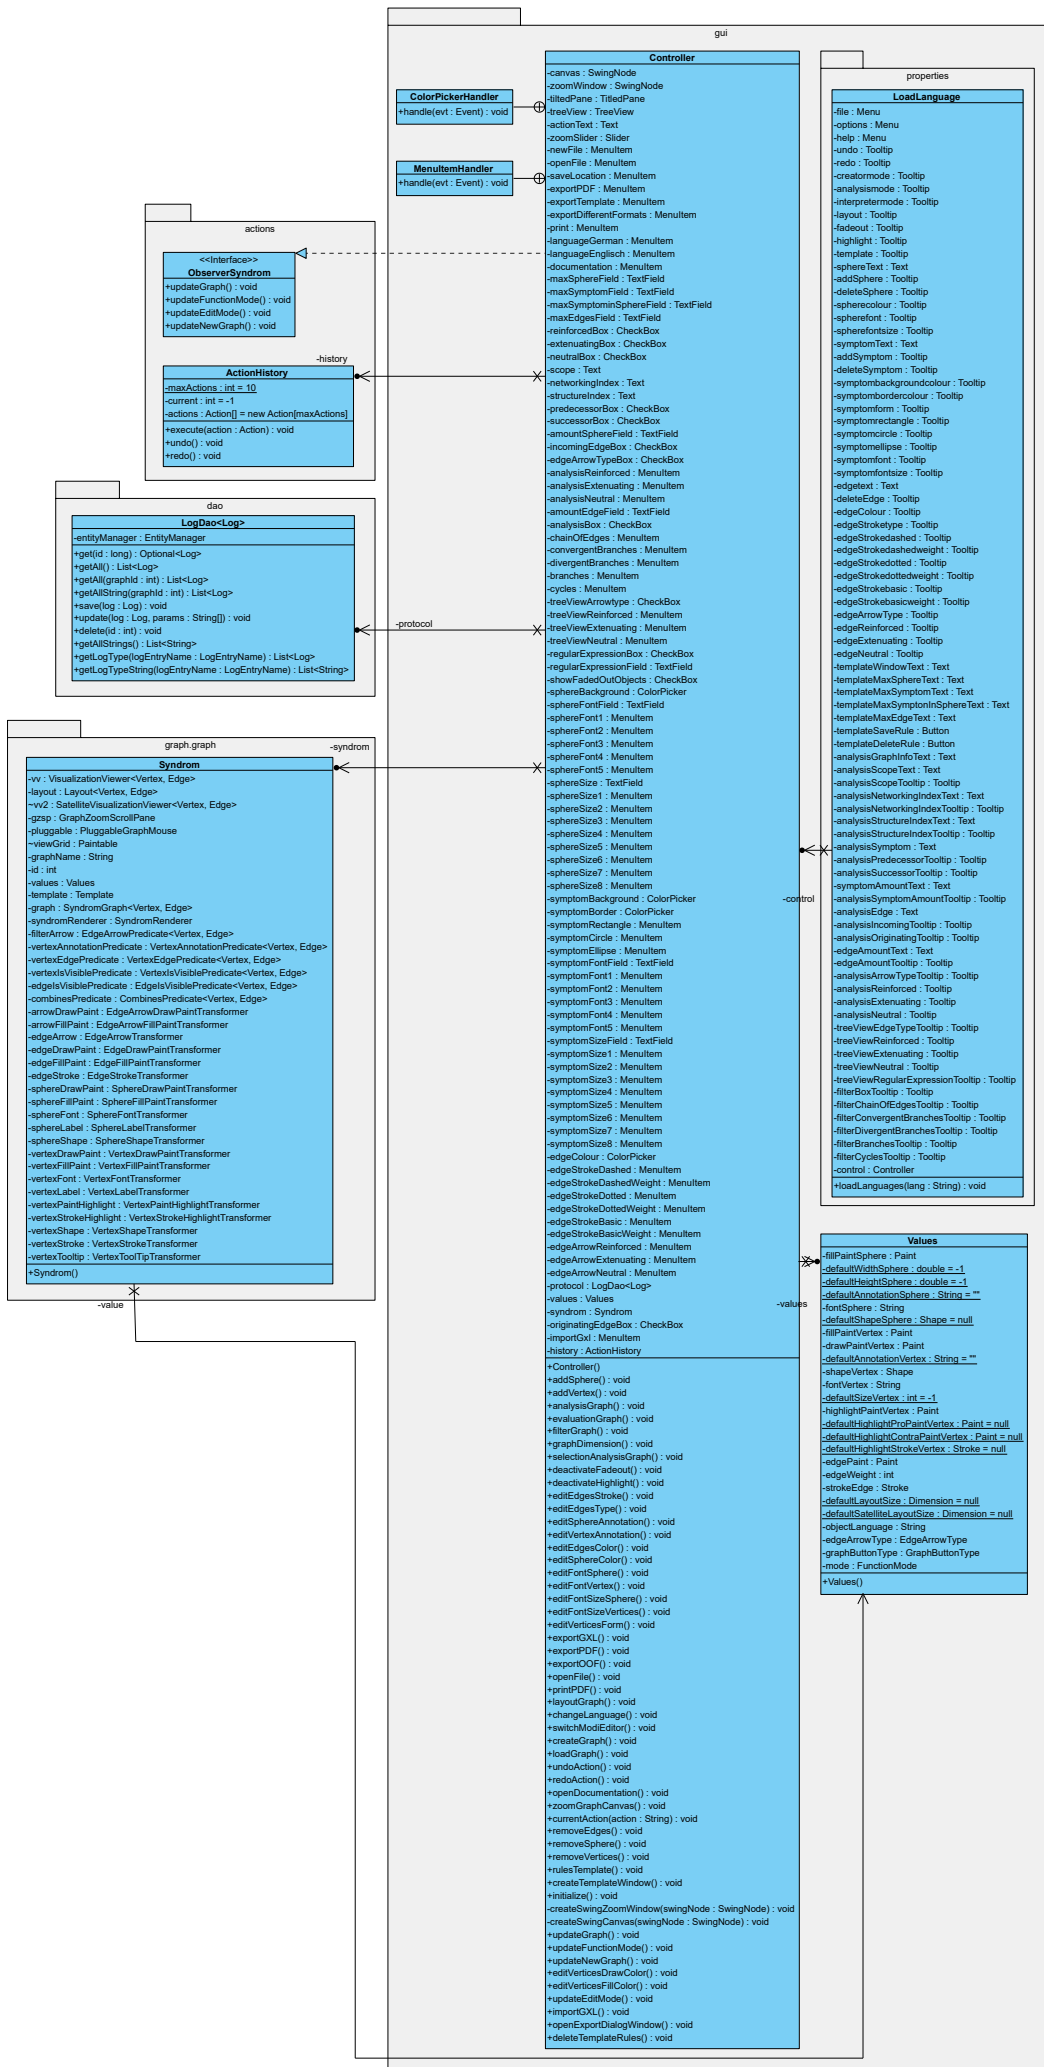 gui
Controller
-canvas : SwingNode
-zoomWindow : SwingNode
-tiltedPane : TitledPane
-treeView : TreeView
-actionText : Text
-zoomSlider : Slider
-newFile : MenuItem
-openFile : MenuItem
-saveLocation : MenuItem
-exportPDF : MenuItem
-exportTemplate : MenuItem
-exportDifferentFormats : MenuItem
-print : MenuItem
-languageGerman : MenuItem
-languageEnglisch : MenuItem
-documentation : MenuItem
-maxSphereField : TextField
-maxSymptomField : TextField
-maxSymptominSphereField : TextField
-maxEdgesField : TextField
-reinforcedBox : CheckBox
-extenuatingBox : CheckBox
-neutralBox : CheckBox
-scope : Text
-networkingIndex : Text
-structureIndex : Text
-predecessorBox : CheckBox
-successorBox : CheckBox
-amountSphereField : TextField
-incomingEdgeBox : CheckBox
-edgeArrowTypeBox : CheckBox
-analysisReinforced : MenuItem
-analysisExtenuating : MenuItem
-analysisNeutral : MenuItem
-amountEdgeField : TextField
-analysisBox : CheckBox
-chainOfEdges : MenuItem
-convergentBranches : MenuItem
-divergentBranches : MenuItem
-branches : MenuItem
-cycles : MenuItem
-treeViewArrowtype : CheckBox
-treeViewReinforced : MenuItem
-treeViewExtenuating : MenuItem
-treeViewNeutral : MenuItem
-regularExpressionBox : CheckBox
-regularExpressionField : TextField
-showFadedOutObjects : CheckBox
-sphereBackground : ColorPicker
-sphereFontField : TextField
-sphereFont1 : MenuItem
-sphereFont2 : MenuItem
-sphereFont3 : MenuItem
-sphereFont4 : MenuItem
-sphereFont5 : MenuItem
-sphereSize : TextField
-sphereSize1 : MenuItem
-sphereSize2 : MenuItem
-sphereSize3 : MenuItem
-sphereSize4 : MenuItem
-sphereSize5 : MenuItem
-sphereSize6 : MenuItem
-sphereSize7 : MenuItem
-sphereSize8 : MenuItem
-symptomBackground : ColorPicker
-symptomBorder : ColorPicker
-symptomRectangle : MenuItem
-symptomCircle : MenuItem
-symptomEllipse : MenuItem
-symptomFontField : TextField
-symptomFont1 : MenuItem
-symptomFont2 : MenuItem
-symptomFont3 : MenuItem
-symptomFont4 : MenuItem
-symptomFont5 : MenuItem
-symptomSizeField : TextField
-symptomSize1 : MenuItem
-symptomSize2 : MenuItem
-symptomSize3 : MenuItem
-symptomSize4 : MenuItem
-symptomSize5 : MenuItem
-symptomSize6 : MenuItem
-symptomSize7 : MenuItem
-symptomSize8 : MenuItem
-edgeColour : ColorPicker
-edgeStrokeDashed : MenuItem
-edgeStrokeDashedWeight : MenuItem
-edgeStrokeDotted : MenuItem
-edgeStrokeDottedWeight : MenuItem
-edgeStrokeBasic : MenuItem
-edgeStrokeBasicWeight : MenuItem
-edgeArrowReinforced : MenuItem
-edgeArrowExtenuating : MenuItem
-edgeArrowNeutral : MenuItem
-protocol : LogDao<Log>
-values : Values
-syndrom : Syndrom
-originatingEdgeBox : CheckBox
-importGxl : MenuItem
-history : ActionHistory
+Controller()
+addSphere() : void
+addVertex() : void
+analysisGraph() : void
+evaluationGraph() : void
+filterGraph() : void
+graphDimension() : void
+selectionAnalysisGraph() : void
+deactivateFadeout() : void
+deactivateHighlight() : void
+editEdgesStroke() : void
+editEdgesType() : void
+editSphereAnnotation() : void
+editVertexAnnotation() : void
+editEdgesColor() : void
+editSphereColor() : void
+editFontSphere() : void
+editFontVertex() : void
+editFontSizeSphere() : void
+editFontSizeVertices() : void
+editVerticesForm() : void
+exportGXL() : void
+exportPDF() : void
+exportOOF() : void
+openFile() : void
+printPDF() : void
+layoutGraph() : void
+changeLanguage() : void
+switchModiEditor() : void
+createGraph() : void
+loadGraph() : void
+undoAction() : void
+redoAction() : void
+openDocumentation() : void
+zoomGraphCanvas() : void
+currentAction(action : String) : void
+removeEdges() : void
+removeSphere() : void
+removeVertices() : void
+rulesTemplate() : void
+createTemplateWindow() : void
+initialize() : void
-createSwingZoomWindow(swingNode : SwingNode) : void
-createSwingCanvas(swingNode : SwingNode) : void
+updateGraph() : void
+updateFunctionMode() : void
+updateNewGraph() : void
+editVerticesDrawColor() : void
+editVerticesFillColor() : void
+updateEditMode() : void
+importGXL() : void
+openExportDialogWindow() : void
+deleteTemplateRules() : void
ColorPickerHandler
+handle(evt : Event) : void
MenuItemHandler
+handle(evt : Event) : void
actions
<<Interface>>
ObserverSyndrom
+updateGraph() : void
+updateFunctionMode() : void
+updateEditMode() : void
+updateNewGraph() : void
-history
ActionHistory
-maxActions : int = 10
-current : int = -1
-actions : Action[] = new Action[maxActions]
+execute(action : Action) : void
+undo() : void
+redo() : void
dao
LogDao<Log>
-entityManager : EntityManager
+get(id : long) : Optional<Log>
+getAll() : List<Log>
+getAll(graphId : int) : List<Log>
+getAllString(graphId : int) : List<Log>
+save(log : Log) : void
+update(log : Log, params : String[]) : void
+delete(id : int) : void
+getAllStrings() : List<String>
+getLogType(logEntryName : LogEntryName) : List<Log>
+getLogTypeString(logEntryName : LogEntryName) : List<String>
-protocol
graph.graph
-syndrom
Syndrom
-vv : VisualizationViewer<Vertex, Edge>
-layout : Layout<Vertex, Edge>
~vv2 : SatelliteVisualizationViewer<Vertex, Edge>
-gzsp : GraphZoomScrollPane
-pluggable : PluggableGraphMouse
~viewGrid : Paintable
-graphName : String
-id : int
-values : Values
-template : Template
-graph : SyndromGraph<Vertex, Edge>
-syndromRenderer : SyndromRenderer
-filterArrow : EdgeArrowPredicate<Vertex, Edge>
-vertexAnnotationPredicate : VertexAnnotationPredicate<Vertex, Edge>
-vertexEdgePredicate : VertexEdgePredicate<Vertex, Edge>
-vertexIsVisiblePredicate : VertexIsVisiblePredicate<Vertex, Edge>
-edgeIsVisiblePredicate : EdgeIsVisiblePredicate<Vertex, Edge>
-combinesPredicate : CombinesPredicate<Vertex, Edge>
-arrowDrawPaint : EdgeArrowDrawPaintTransformer
-arrowFillPaint : EdgeArrowFillPaintTransformer
-edgeArrow : EdgeArrowTransformer
-edgeDrawPaint : EdgeDrawPaintTransformer
-edgeFillPaint : EdgeFillPaintTransformer
-edgeStroke : EdgeStrokeTransformer
-sphereDrawPaint : SphereDrawPaintTransformer
-sphereFillPaint : SphereFillPaintTransformer
-sphereFont : SphereFontTransformer
-sphereLabel : SphereLabelTransformer
-sphereShape : SphereShapeTransformer
-vertexDrawPaint : VertexDrawPaintTransformer
-vertexFillPaint : VertexFillPaintTransformer
-vertexFont : VertexFontTransformer
-vertexLabel : VertexLabelTransformer
-vertexPaintHighlight : VertexPaintHighlightTransformer
-vertexStrokeHighlight : VertexStrokeHighlightTransformer
-vertexShape : VertexShapeTransformer
-vertexStroke : VertexStrokeTransformer
-vertexTooltip : VertexToolTipTransformer
+Syndrom()
-value
properties
LoadLanguage
-file : Menu
-options : Menu
-help : Menu
-undo : Tooltip
-redo : Tooltip
-creatormode : Tooltip
-analysismode : Tooltip
-interpretermode : Tooltip
-layout : Tooltip
-fadeout : Tooltip
-highlight : Tooltip
-template : Tooltip
-sphereText : Text
-addSphere : Tooltip
-deleteSphere : Tooltip
-spherecolour : Tooltip
-spherefont : Tooltip
-spherefontsize : Tooltip
-symptomText : Text
-addSymptom : Tooltip
-deleteSymptom : Tooltip
-symptombackgroundcolour : Tooltip
-symptombordercolour : Tooltip
-symptomform : Tooltip
-symptomrectangle : Tooltip
-symptomcircle : Tooltip
-symptomellipse : Tooltip
-symptomfont : Tooltip
-symptomfontsize : Tooltip
-edgetext : Text
-deleteEdge : Tooltip
-edgeColour : Tooltip
-edgeStroketype : Tooltip
-edgeStrokedashed : Tooltip
-edgeStrokedashedweight : Tooltip
-edgeStrokedotted : Tooltip
-edgeStrokedottedweight : Tooltip
-edgeStrokebasic : Tooltip
-edgeStrokebasicweight : Tooltip
-edgeArrowType : Tooltip
-edgeReinforced : Tooltip
-edgeExtenuating : Tooltip
-edgeNeutral : Tooltip
-templateWindowText : Text
-templateMaxSphereText : Text
-templateMaxSymptomText : Text
-templateMaxSymptonInSphereText : Text
-templateMaxEdgeText : Text
-templateSaveRule : Button
-templateDeleteRule : Button
-analysisGraphInfoText : Text
-analysisScopeText : Text
-analysisScopeTooltip : Tooltip
-analysisNetworkingIndexText : Text
-analysisNetworkingIndexTooltip : Tooltip
-analysisStructureIndexText : Text
-analysisStructureIndexTooltip : Tooltip
-analysisSymptom : Text
-analysisPredecessorTooltip : Tooltip
-analysisSuccessorTooltip : Tooltip
-symptomAmountText : Text
-analysisSymptomAmountTooltip : Tooltip
-analysisEdge : Text
-analysisIncomingTooltip : Tooltip
-analysisOriginatingTooltip : Tooltip
-edgeAmountText : Text
-edgeAmountTooltip : Tooltip
-analysisArrowTypeTooltip : Tooltip
-analysisReinforced : Tooltip
-analysisExtenuating : Tooltip
-analysisNeutral : Tooltip
-treeViewEdgeTypeTooltip : Tooltip
-treeViewReinforced : Tooltip
-treeViewExtenuating : Tooltip
-treeViewNeutral : Tooltip
-treeViewRegularExpressionTooltip : Tooltip
-filterBoxTooltip : Tooltip
-filterChainOfEdgesTooltip : Tooltip
-filterConvergentBranchesTooltip : Tooltip
-filterDivergentBranchesTooltip : Tooltip
-filterBranchesTooltip : Tooltip
-filterCyclesTooltip : Tooltip
-control : Controller
+loadLanguages(lang : String) : void
-control
Values
-fillPaintSphere : Paint
-defaultWidthSphere : double = -1
-defaultHeightSphere : double = -1
-defaultAnnotationSphere : String = ""
-fontSphere : String
-defaultShapeSphere : Shape = null
-fillPaintVertex : Paint
-drawPaintVertex : Paint
-defaultAnnotationVertex : String = ""
-shapeVertex : Shape
-fontVertex : String
-defaultSizeVertex : int = -1
-highlightPaintVertex : Paint
-defaultHighlightProPaintVertex : Paint = null
-defaultHighlightContraPaintVertex : Paint = null
-defaultHighlightStrokeVertex : Stroke = null
-edgePaint : Paint
-edgeWeight : int
-strokeEdge : Stroke
-defaultLayoutSize : Dimension = null
-defaultSatelliteLayoutSize : Dimension = null
-objectLanguage : String
-edgeArrowType : EdgeArrowType
-graphButtonType : GraphButtonType
-mode : FunctionMode
+Values()
-values